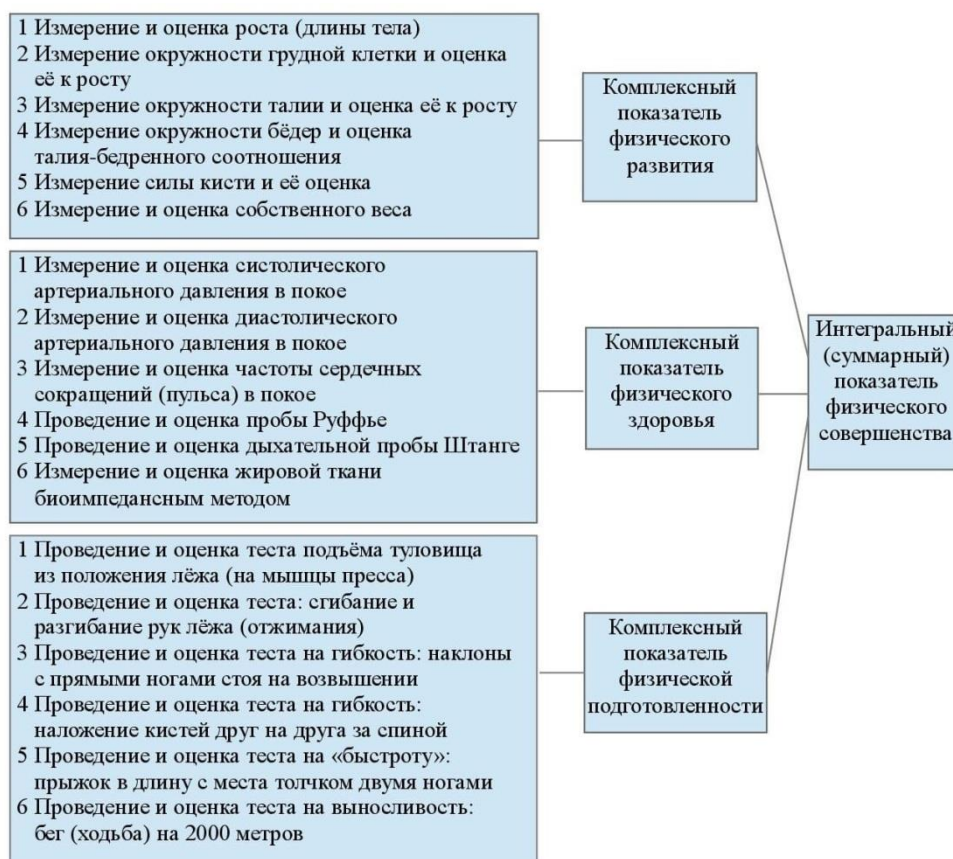 1 Измерение и оценка роста (длины тела)
2 Измерение окружности грудной клетки и оценка
её к росту
3 Измерение окружности талии и оценка её к росту
4 Измерение окружности бёдер и оценка
талия-бедренного соотношения
5 Измерение силы кисти и её оценка
6 Измерение и оценка собственного веса
Комплексный
показатель
физического
развития
1 Измерение и оценка систолического
артериального давления в покое
2 Измерение и оценка диастолического
артериального давления в покое
3 Измерение и оценка частоты сердечных
сокращений (пульса) в покое
4 Проведение и оценка пробы Руффье
5 Проведение и оценка дыхательной пробы Штанге
6 Измерение и оценка жировой ткани
биоимпедансным методом
Комплексный
показатель
физического
здоровья
Интегральный
(суммарный)
показатель
физического
совершенства
1 Проведение и оценка теста подъёма туловища
из положения лёжа (на мышцы пресса)
2 Проведение и оценка теста: сгибание и
разгибание рук лёжа (отжимания)
3 Проведение и оценка теста на гибкость: наклоны
с прямыми ногами стоя на возвышении
4 Проведение и оценка теста на гибкость:
наложение кистей друг на друга за спиной
5 Проведение и оценка теста на «быстроту»:
прыжок в длину с места толчком двумя ногами
6 Проведение и оценка теста на выносливость:
бег (ходьба) на 2000 метров
Комплексный
показатель
физической
подготовленности